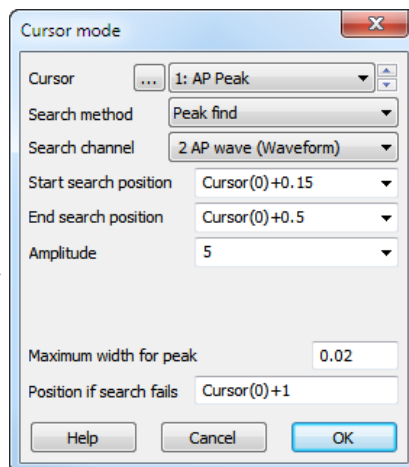 Cursor mode
Cursor ... 1: AP Peak
Search method Peak find
Search channel 2 AP wave (Waveform)
Start search position Cursor(0)+0.15
End search position Cursor(0)+0.5
Amplitude 5
Maximum width for peak 0.02
Position if search fails Cursor(0)+1
Help Cancel OK